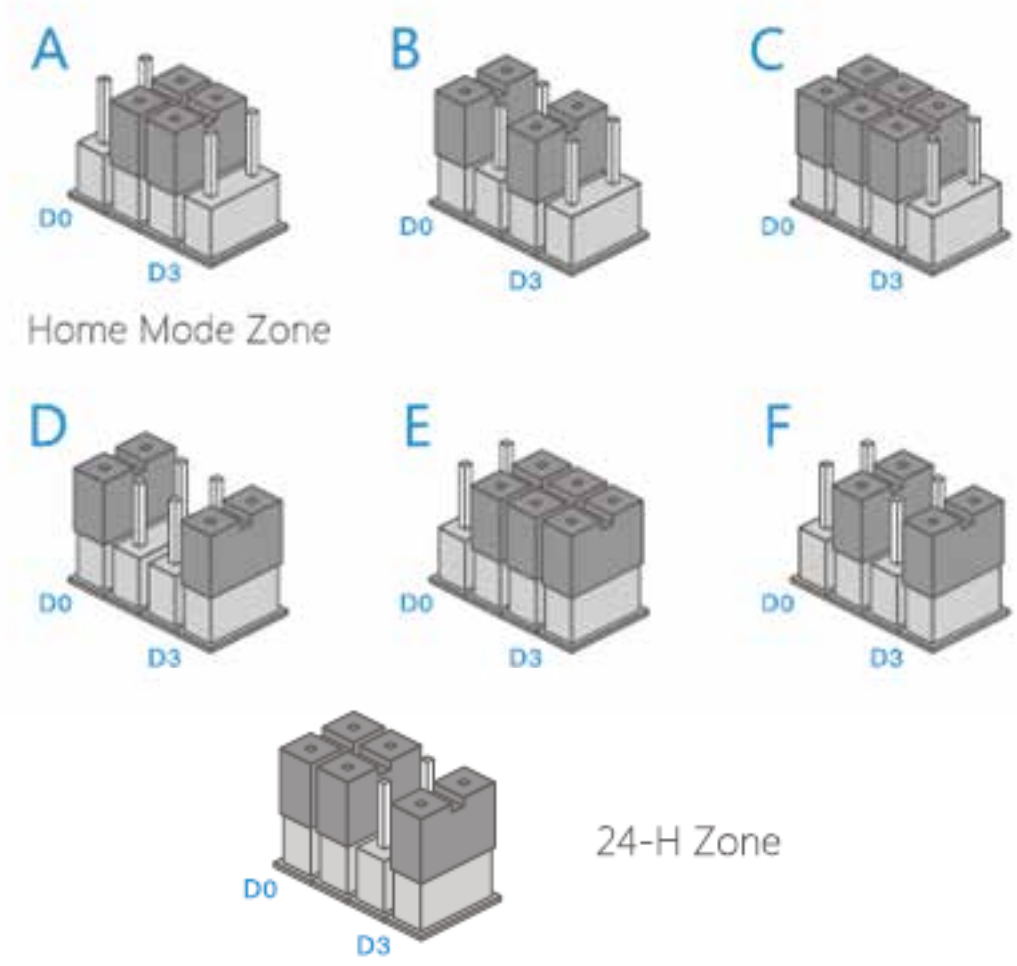 A B C
D0 D0 D0
D3 D3 D3
Home Mode Zone
D E F
D0 D0 D0
D3 D3 D3
24-H Zone
D0
D3